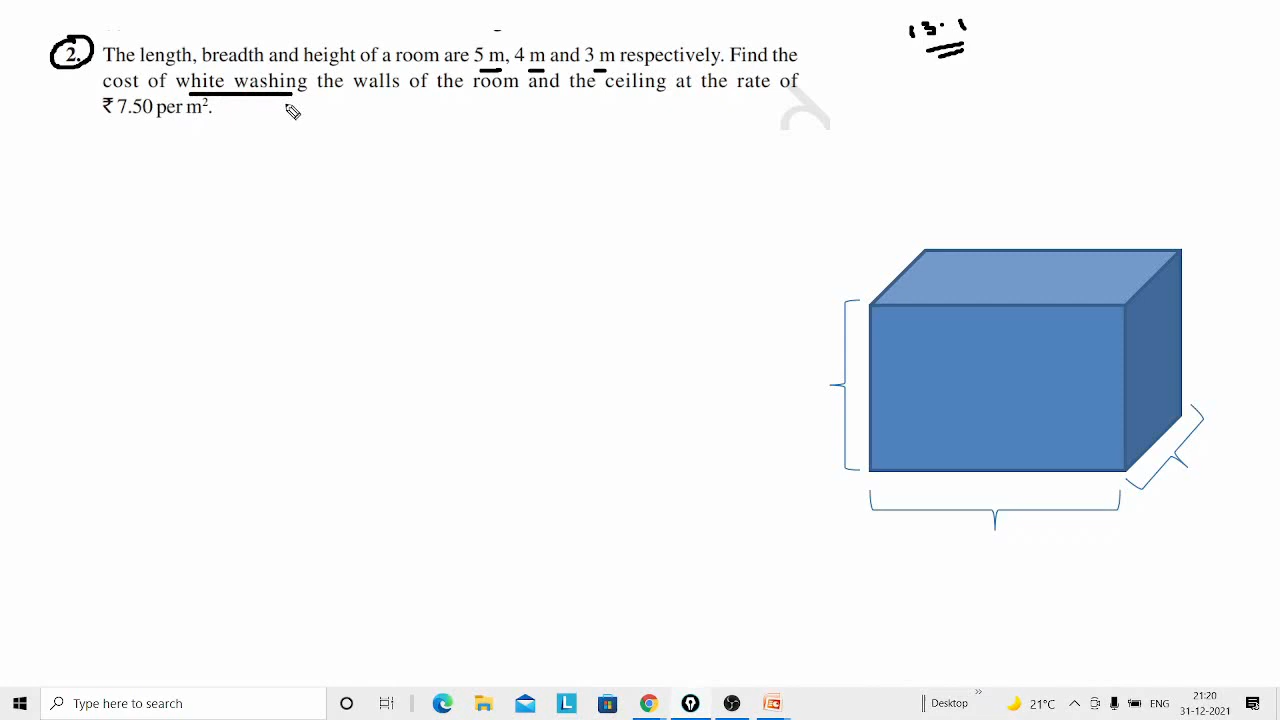 13.1
2. The length, breadth and height of a room are 5 m, 4 m and 3 m respectively. Find the
cost of white washing the walls of the room and the ceiling at the rate of
₹ 7.50 per m².
Type here to search
L
Desktop
21°C
ENG
21:20
31-12-2021